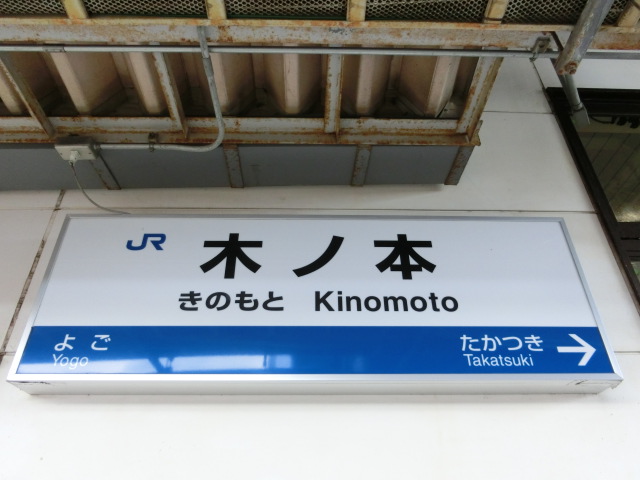 JR 木ノ本
きのもと Kinomoto
よご
Yogo
たかつき
Takatsuki